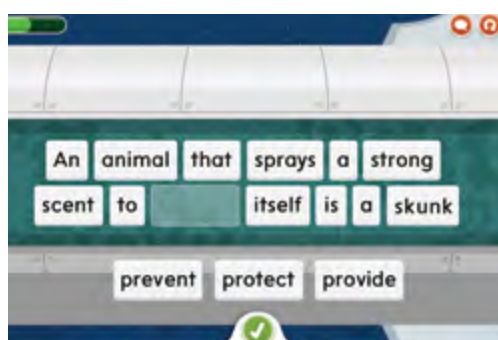 An animal that sprays a strong
scent to itself is a skunk
prevent protect provide